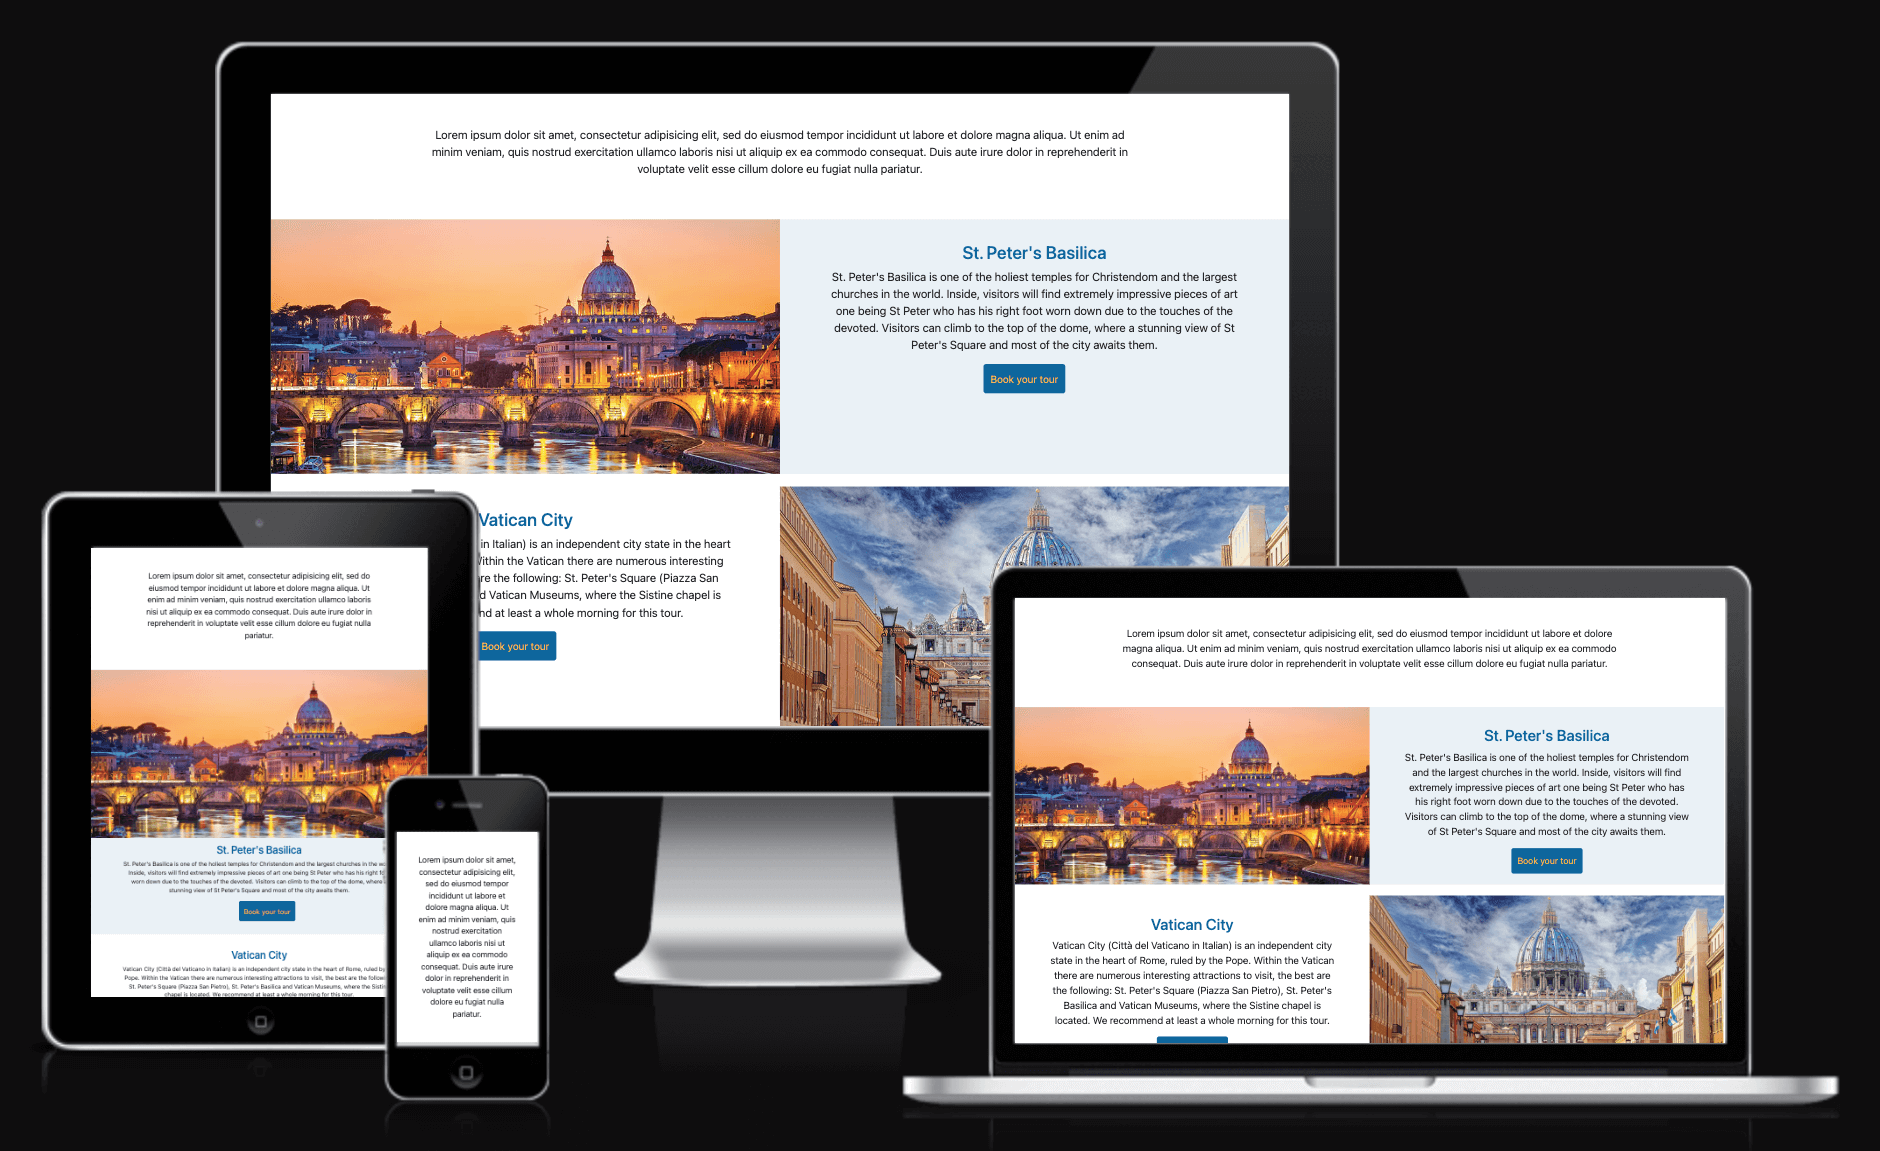 Lorem ipsum dolor sit amet, consectetur adipisicing elit, sed do eiusmod tempor incididunt ut labore et dolore magna aliqua. Ut enim ad
minim veniam, quis nostrud exercitation ullamco laboris nisi ut aliquip ex ea commodo consequat. Duis aute irure dolor in reprehenderit in
voluptate velit esse cillum dolore eu fugiat nulla pariatur.
St. Peter's Basilica
St. Peter's Basilica is one of the holiest temples for Christendom and the largest
churches in the world. Inside, visitors will find extremely impressive pieces of art
one being St Peter who has his right foot worn down due to the touches of the
devoted. Visitors can climb to the top of the dome, where a stunning view of St
Peter's Square and most of the city awaits them.
Book your tour
Vatican City
in Italian) is an independent city state in the heart
Within the Vatican there are numerous interesting
re the following: St. Peter's Square (Piazza San
d Vatican Museums, where the Sistine chapel is
nd at least a whole morning for this tour.
Book your tour
Lorem ipsum dolor sit amet, consectetur adipisicing elit, sed do
eiusmod tempor incididunt ut labore et dolore magna aliqua. Ut
enim ad minim veniam, quis nostrud exercitation ullamco laboris
nisi ut aliquip ex ea commodo consequat. Duis aute irure dolor in
reprehenderit in voluptate velit esse cillum dolore eu fugiat nulla
pariatur.
St. Peter's Basilica
St. Peter's Basilica is one of the holiest temples for Christendom and the largest churches in the
Inside, visitors will find extremely impressive pieces of art one being St Peter who has his right
worn down due to the touches of the devoted. Visitors can climb to the top of the dome, where
stunning view of St Peter's Square and most of the city awaits them.
Book your tour
Vatican City
Vatican City (Città del Vaticano in Italian) is an independent city state in the heart of Rome, ruled by
Pope. Within the Vatican there are numerous interesting attractions to visit, the best are the follow
St. Peter's Square (Piazza San Pietro), St. Peter's Basilica and Vatican Museums, where the Sistin
chapel is located. We recommend at least a whole morning for this tour.
Lorem ipsum dolor sit amet,
consectetur adipisicing elit,
sed do eiusmod tempor
incididunt ut labore et
dolore magna aliqua. Ut
enim ad minim veniam, quis
nostrud exercitation
ullamco laboris nisi ut
aliquip ex ea commodo
consequat. Duis aute irure
dolor in reprehenderit in
voluptate velit esse cillum
dolore eu fugiat nulla
pariatur.
Lorem ipsum dolor sit amet, consectetur adipisicing elit, sed do eiusmod tempor incididunt ut labore et dolore
magna aliqua. Ut enim ad minim veniam, quis nostrud exercitation ullamco laboris nisi ut aliquip ex ea commodo
consequat. Duis aute irure dolor in reprehenderit in voluptate velit esse cillum dolore eu fugiat nulla pariatur.
St. Peter's Basilica
St. Peter's Basilica is one of the holiest temples for Christendom
and the largest churches in the world. Inside, visitors will find
extremely impressive pieces of art one being St Peter who has
his right foot worn down due to the touches of the devoted.
Visitors can climb to the top of the dome, where a stunning view
of St Peter's Square and most of the city awaits them.
Book your tour
Vatican City
Vatican City (Città del Vaticano in Italian) is an independent city
state in the heart of Rome, ruled by the Pope. Within the Vatican
there are numerous interesting attractions to visit, the best are
the following: St. Peter's Square (Piazza San Pietro), St. Peter's
Basilica and Vatican Museums, where the Sistine chapel is
located. We recommend at least a whole morning for this tour.